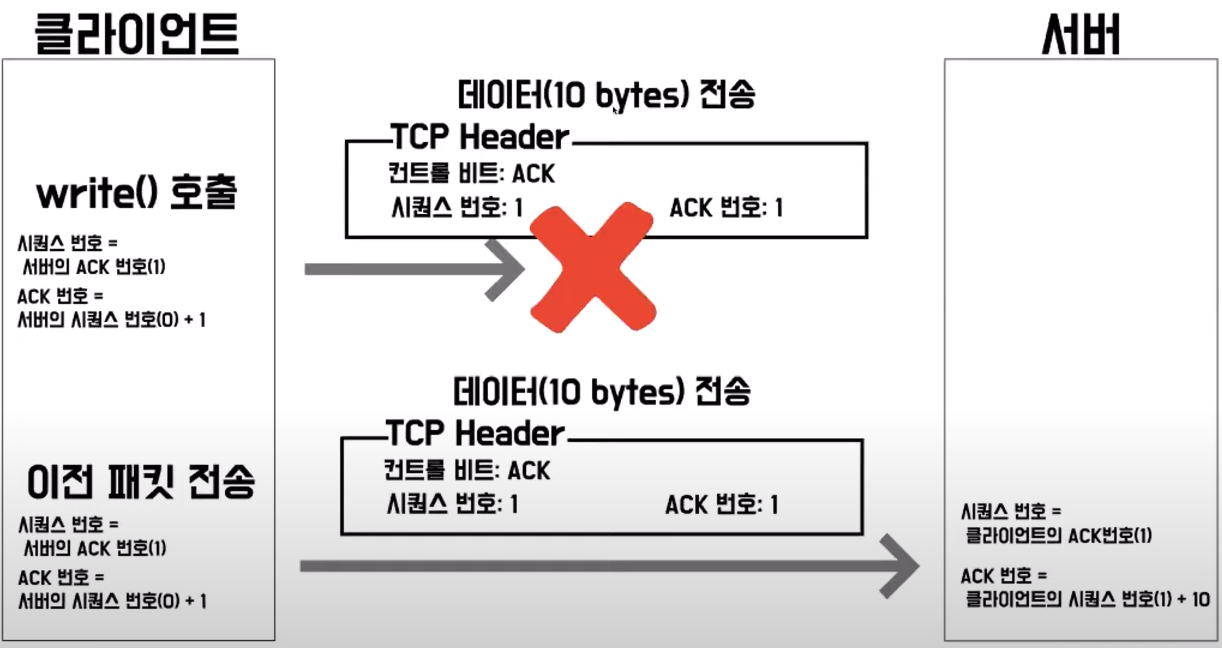 클라이언트
서버
데이터(10 bytes) 전송
TCP Header
컨트롤 비트: ACK
시퀀스 번호: 1 ACK 번호: 1
write() 호출
시퀀스 번호 =
서버의 ACK 번호(1)
ACK 번호 =
서버의 시퀀스 번호(0) + 1
데이터(10 bytes) 전송
TCP Header
컨트롤 비트: ACK
시퀀스 번호: 1 ACK 번호: 1
이전 패킷 전송
시퀀스 번호 =
서버의 ACK 번호(1)
ACK 번호 =
서버의 시퀀스 번호(0) + 1
시퀀스 번호 =
클라이언트의 ACK번호(1)
ACK 번호 =
클라이언트의 시퀀스 번호(1) + 10